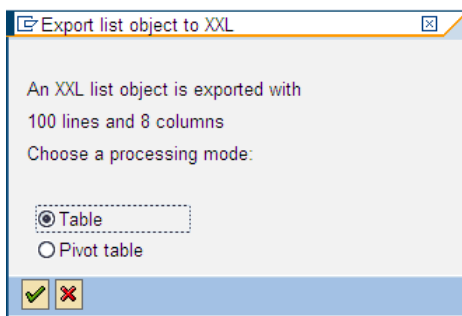 Export list object to XXL
An XXL list object is exported with
100 lines and 8 columns
Choose a processing mode:
Table
Pivot table